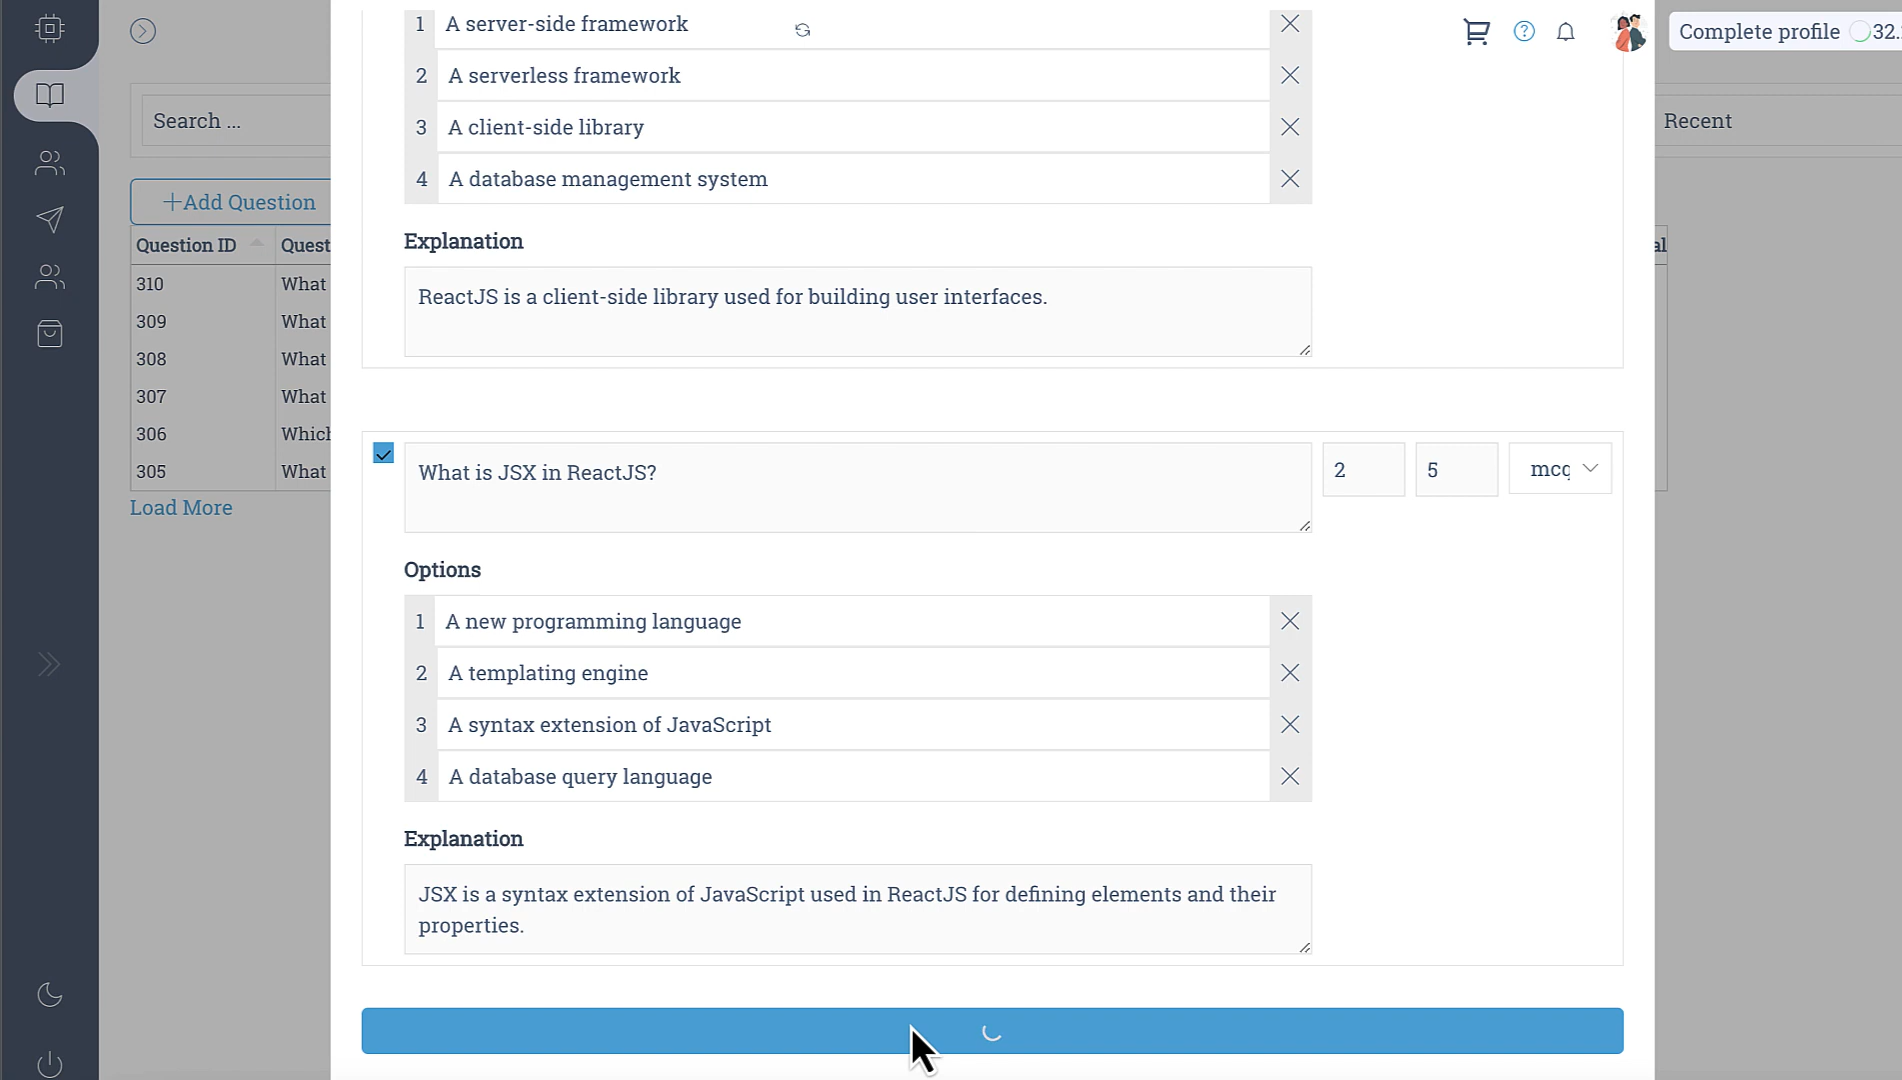 1 A server-side framework
Complete profile 32.
2 A serverless framework
Search ...
Recent
3 A client-side library
4 A database management system
+Add Question
Explanation
Question ID Quest
al
310 What
ReactJS is a client-side library used for building user interfaces.
309 What
308 What
307 What
306 Which
305 What
Load More
What is JSX in ReactJS?
2
5
mcq
Options
1 A new programming language
2 A templating engine
3 A syntax extension of JavaScript
4 A database query language
Explanation
JSX is a syntax extension of JavaScript used in ReactJS for defining elements and their
properties.